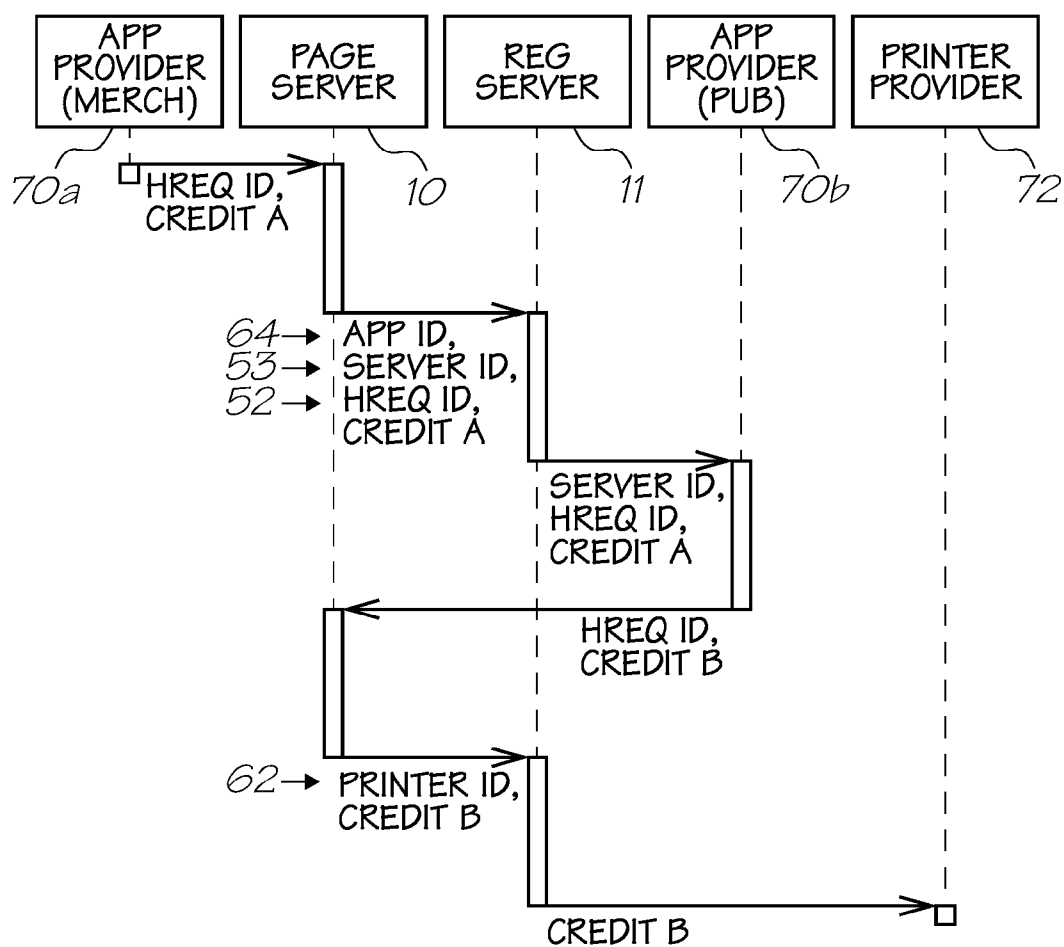 APP
PROVIDER
(MERCH)
PAGE
SERVER
REG
SERVER
APP
PROVIDER
(PUB)
PRINTER
PROVIDER
70a
10
11
70b
72
HREQ ID,
CREDIT A
64
APP ID,
53
SERVER ID,
52
HREQ ID,
CREDIT A
SERVER ID,
HREQ ID,
CREDIT A
HREQ ID,
CREDIT B
62
PRINTER ID,
CREDIT B
CREDIT B